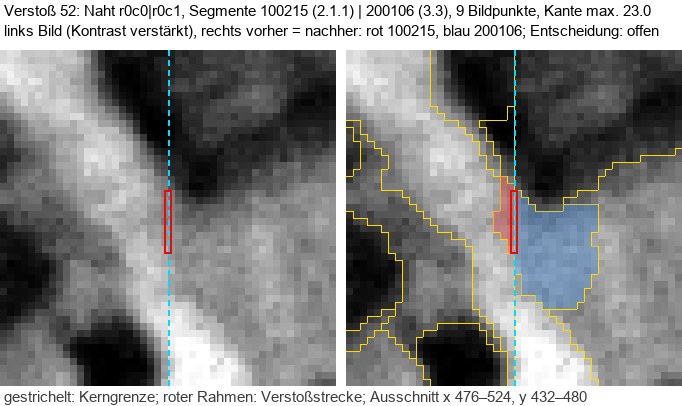 Verstoß 52: Naht r0c0|r0c1, Segmente 100215 (2.1.1) | 200106 (3.3), 9 Bildpunkte, Kante max. 23.0
links Bild (Kontrast verstärkt), rechts vorher = nachher: rot 100215, blau 200106; Entscheidung: offen
gestrichelt: Kerngrenze; roter Rahmen: Verstoßstrecke; Ausschnitt x 476–524, y 432–480